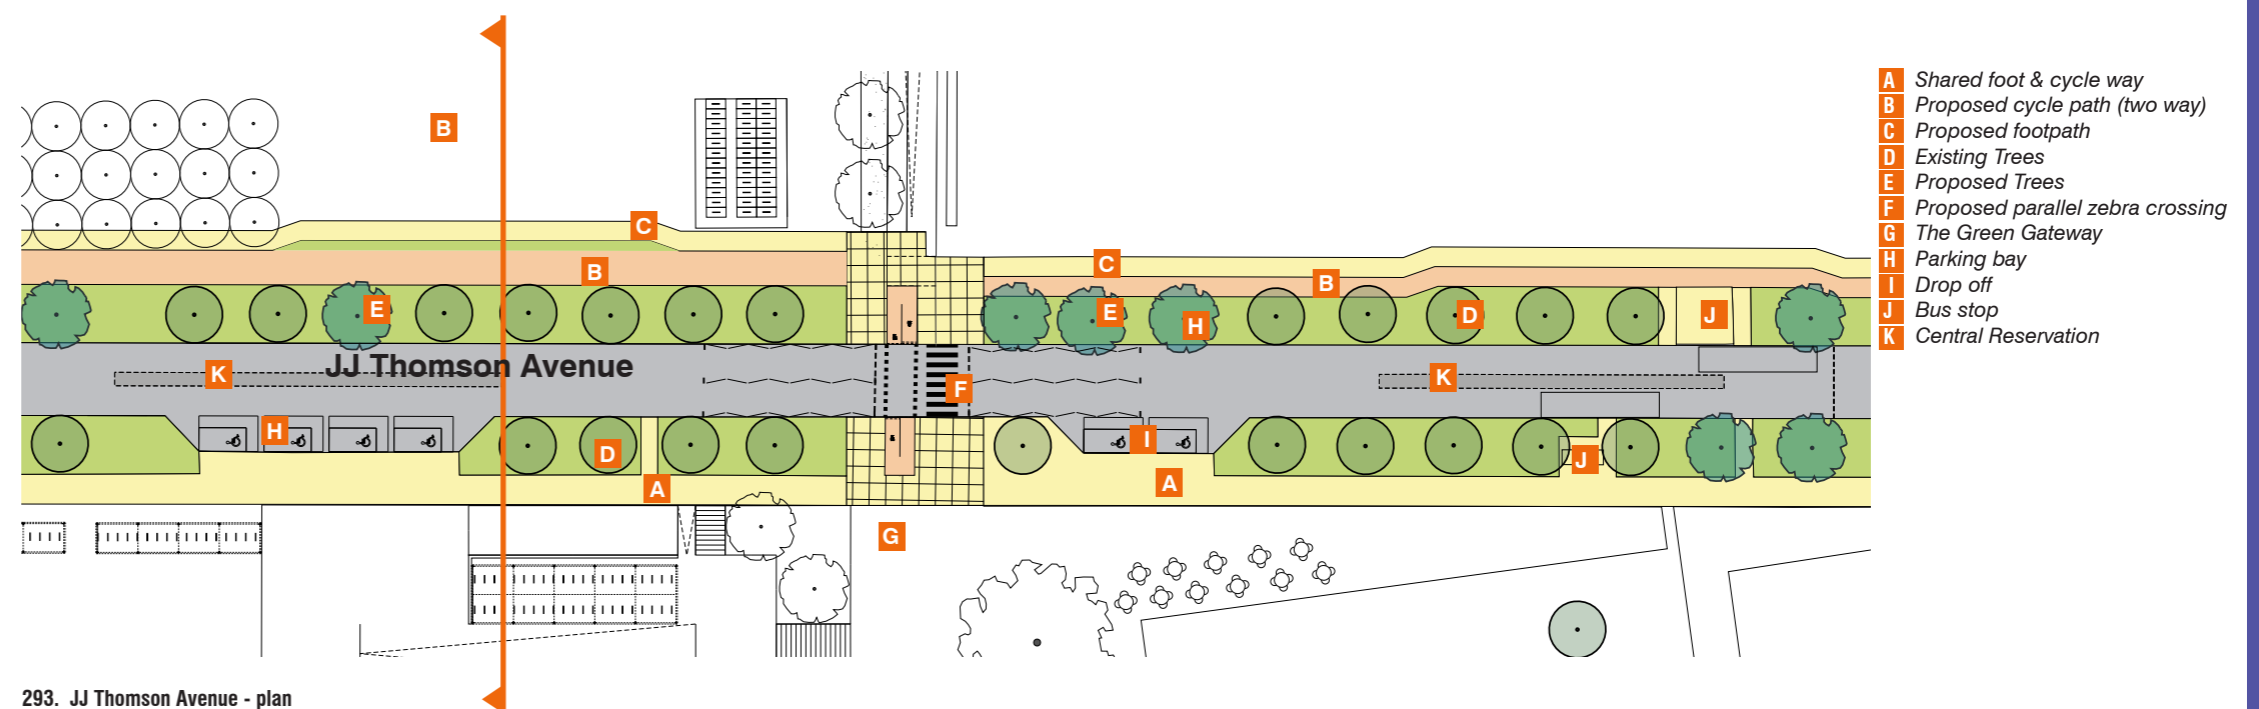 B
C
B
C
B
E
E
H
D
J
JJ Thomson Avenue
K
F
K
H
D
I
J
A
A
G
A Shared foot & cycle way
B Proposed cycle path (two way)
C Proposed footpath
D Existing Trees
E Proposed Trees
F Proposed parallel zebra crossing
G The Green Gateway
H Parking bay
I Drop off
J Bus stop
K Central Reservation
293. JJ Thomson Avenue - plan